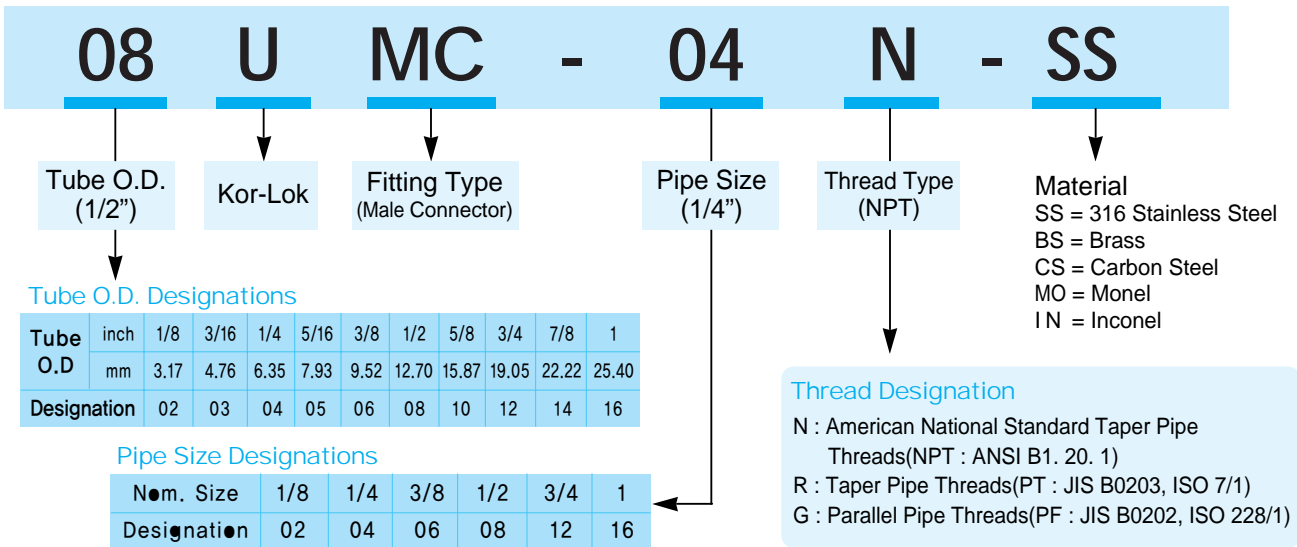 08 U MC - 04 N - SS
Tube O.D.
(1/2”)
Kor-Lok
Fitting Type
(Male Connector)
Pipe Size
(1/4”)
Thread Type
(NPT)
Material
SS = 316 Stainless Steel
BS = Brass
CS = Carbon Steel
MO = Monel
IN = Inconel
Tube O.D. Designations
Tube O.D
inch 1/8 3/16 1/4 5/16 3/8 1/2 5/8 3/4 7/8 1
mm 3.17 4.76 6.35 7.93 9.52 12.70 15.87 19.05 22.22 25.40
Designation 02 03 04 05 06 08 10 12 14 16
Pipe Size Designations
Nom. Size 1/8 1/4 3/8 1/2 3/4 1
Designation 02 04 06 08 12 16
Thread Designation
N : American National Standard Taper Pipe
Threads(NPT : ANSI B1. 20. 1)
R : Taper Pipe Threads(PT : JIS B0203, ISO 7/1)
G : Parallel Pipe Threads(PF : JIS B0202, ISO 228/1)